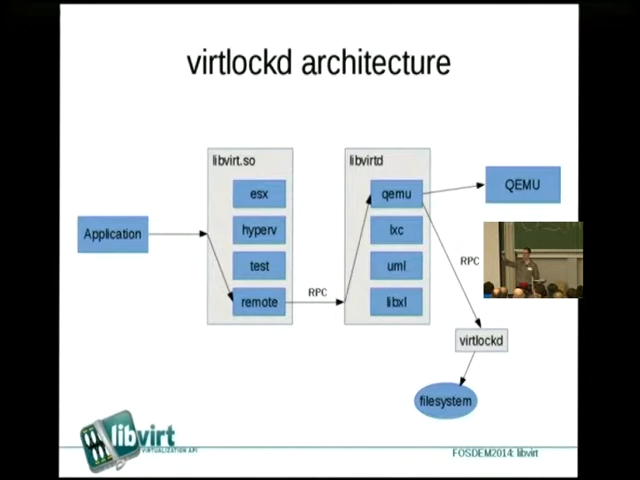 virtlockd architecture
libvirt.so
esx
hyperv
test
remote
Application
RPC
libvirtd
qemu
lxc
uml
libxl
QEMU
RPC
virtlockd
filesystem
libvirt
VIRTUALIZATION API
FOSDEM2014: libvirt